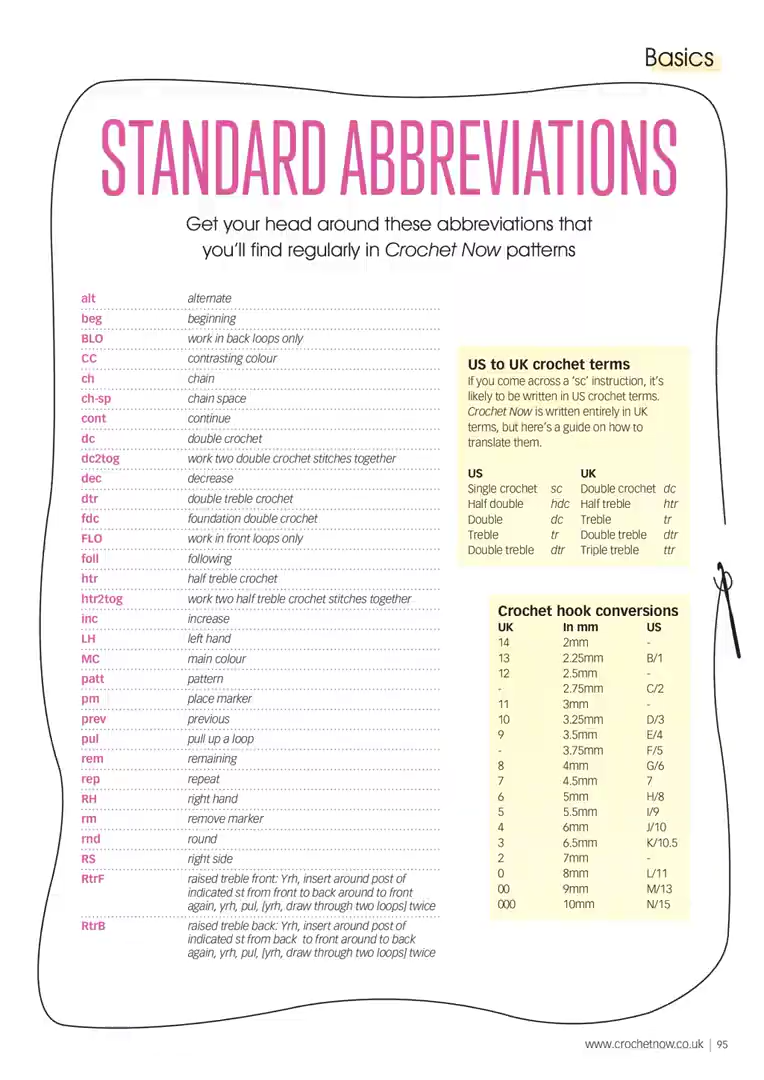 Basics
STANDARD ABBREVIATIONS
Get your head around these abbreviations that
you'll find regularly in Crochet Now patterns
alt alternate
beg beginning
BLO work in back loops only
CC contrasting colour
ch chain
ch-sp chain space
cont continue
dc double crochet
dc2tog work two double crochet stitches together
dec decrease
dtr double treble crochet
fdc foundation double crochet
FLO work in front loops only
foll following
htr half treble crochet
htr2tog work two half treble crochet stitches together
inc increase
LH left hand
MC main colour
patt pattern
pm place marker
prev previous
pul pull up a loop
rem remaining
rep repeat
RH right hand
rm remove marker
rnd round
RS right side
RtrF raised treble front: Yrh, insert around post of
indicated st from front to back around to front
again, yrh, pul, [yrh, draw through two loops] twice
RtrB raised treble back: Yrh, insert around post of
indicated st from back to front around to back
again, yrh, pul, [yrh, draw through two loops] twice
US to UK crochet terms
If you come across a 'sc' instruction, it's
likely to be written in US crochet terms.
Crochet Now is written entirely in UK
terms, but here's a guide on how to
translate them.
US UK
Single crochet sc Double crochet dc
Half double hdc Half treble htr
Double dc Treble tr
Treble tr Double treble dtr
Double treble dtr Triple treble ttr
Crochet hook conversions
UK In mm US
14 2mm -
13 2.25mm B/1
12 2.5mm -
- 2.75mm C/2
11 3mm -
10 3.25mm D/3
9 3.5mm E/4
- 3.75mm F/5
8 4mm G/6
7 4.5mm 7
6 5mm H/8
5 5.5mm I/9
4 6mm J/10
3 6.5mm K/10.5
2 7mm -
0 8mm L/11
00 9mm M/13
000 10mm N/15
www.crochetnow.co.uk | 95